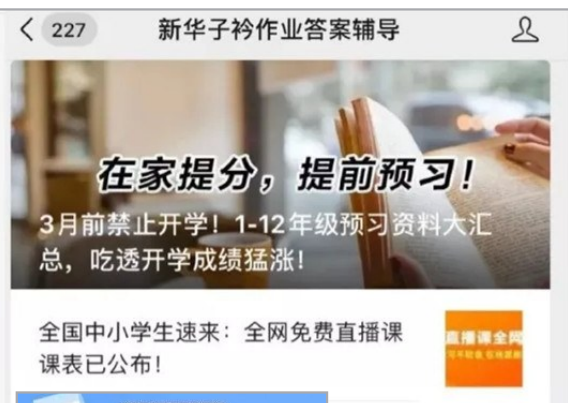 227
新华子衿作业答案辅导
在家提分，提前预习！
3月前禁止开学！1-12年级预习资料大汇
总，吃透开学成绩猛涨！
全国中小学生速来：全网免费直播课
课表已公布！
直播课全网